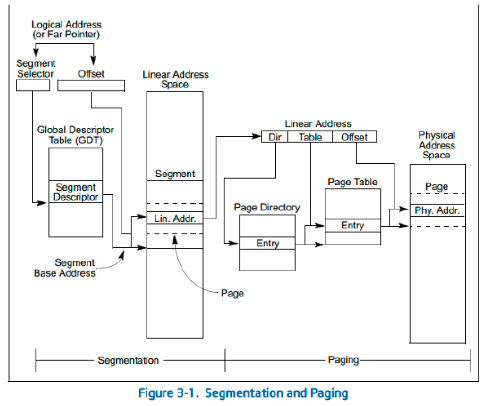 Logical Address
(or Far Pointer)
Segment
Selector
Offset
Linear Address
Space
Global Descriptor
Table (GDT)
Segment
Descriptor
Segment
Lin. Addr.
Segment
Base Address
Page
Linear Address
Dir Table Offset
Page Directory
Entry
Page Table
Entry
Physical
Address
Space
Page
Phy. Addr.
Segmentation
Paging
Figure 3-1. Segmentation and Paging